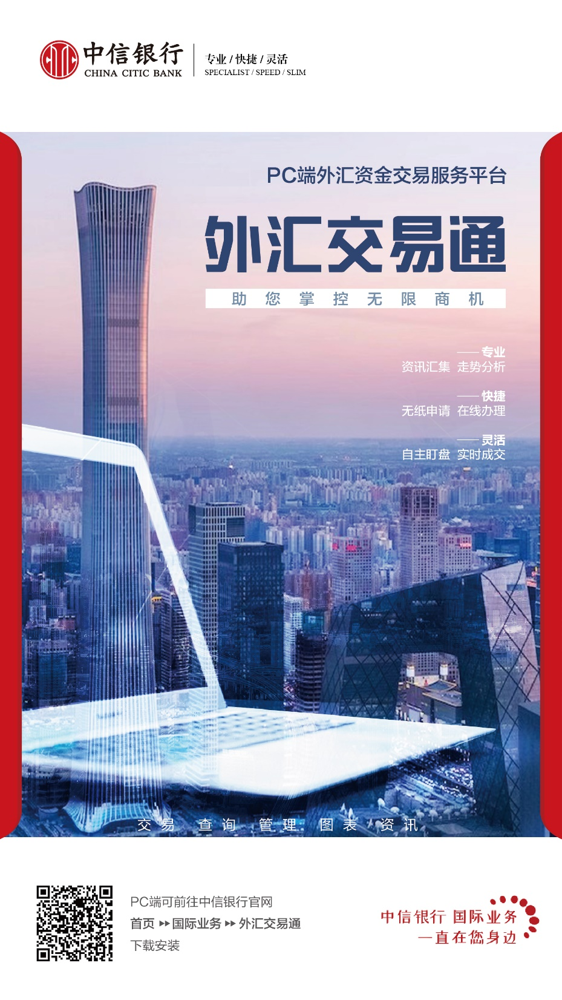 中信银行
CHINA CITIC BANK
专业 / 快捷 / 灵活
SPECIALIST / SPEED / SLIM
PC端外汇资金交易服务平台
外汇交易通
助您掌控无限商机
——专业
资讯汇集 走势分析
——快捷
无纸申请 在线办理
——灵活
自主盯盘 实时成交
交易 查询 管理 图表 资讯
PC端可前往中信银行官网
首页 ▸▸ 国际业务 ▸▸ 外汇交易通
下载安装
中信银行 国际业务
一直在您身边